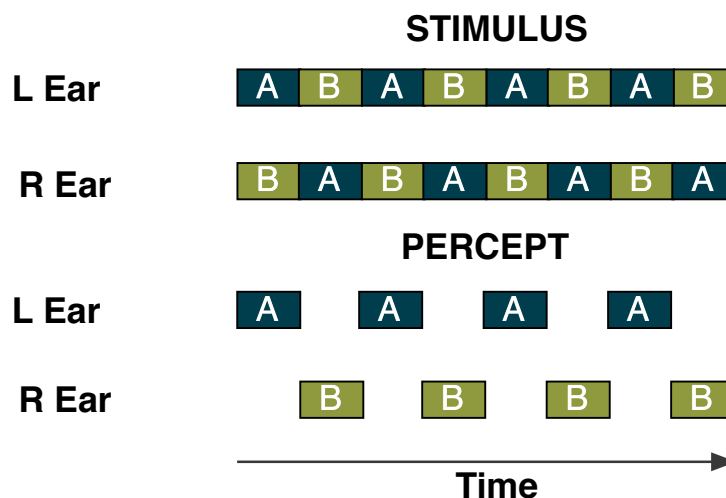 STIMULUS
L Ear A B A B A B A B
R Ear B A B A B A B A
PERCEPT
L Ear A A A A
R Ear B B B B
Time